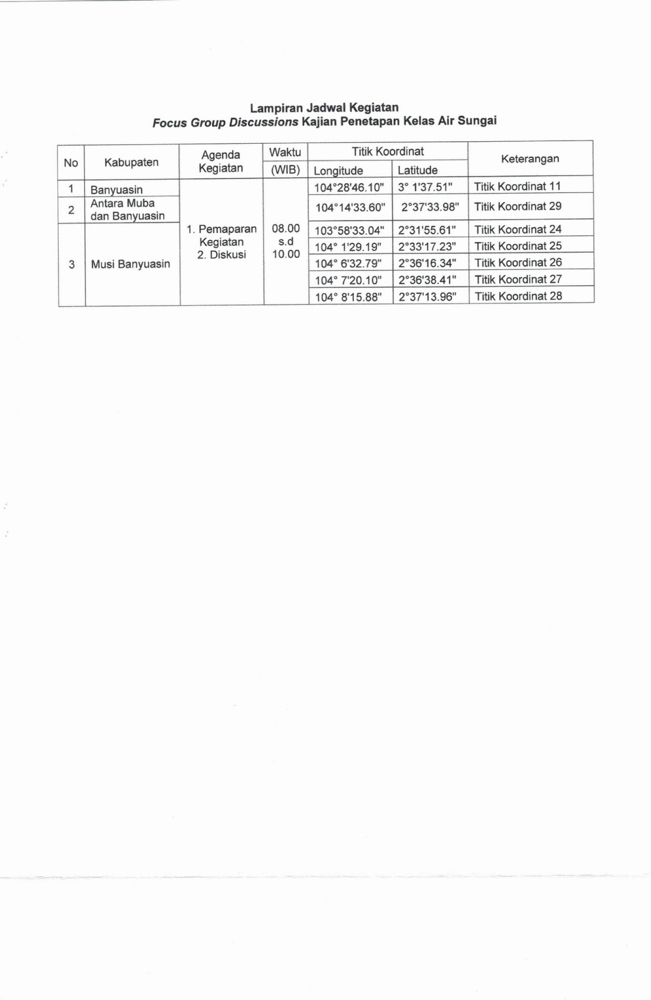 Lampiran Jadwal Kegiatan
Focus Group Discussions Kajian Penetapan Kelas Air Sungai
No Kabupaten Agenda Kegiatan Waktu (WIB) Titik Koordinat Keterangan
Longitude Latitude
1 Banyuasin 104°28'46.10" 3° 1'37.51" Titik Koordinat 11
2 Antara Muba dan Banyuasin 104°14'33.60" 2°37'33.98" Titik Koordinat 29
1. Pemaparan Kegiatan
2. Diskusi
08.00 s.d 10.00
3 Musi Banyuasin 103°58'33.04" 2°31'55.61" Titik Koordinat 24
104° 1'29.19" 2°33'17.23" Titik Koordinat 25
104° 6'32.79" 2°36'16.34" Titik Koordinat 26
104° 7'20.10" 2°36'38.41" Titik Koordinat 27
104° 8'15.88" 2°37'13.96" Titik Koordinat 28